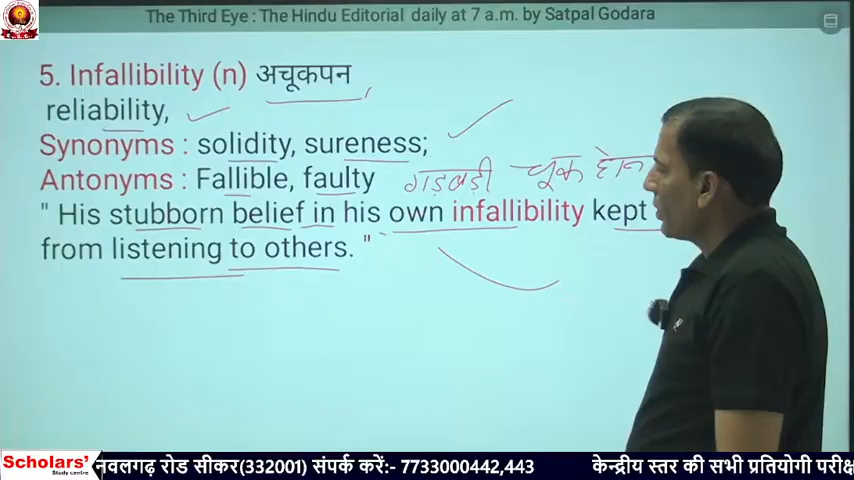 The Third Eye : The Hindu Editorial daily at 7 a.m. by Satpal Godara
5. Infallibility (n) अचूकपन
reliability,
Synonyms : solidity, sureness;
Antonyms : Fallible, faulty गड़बड़ी चूक होना
" His stubborn belief in his own infallibility kept
from listening to others. "
Scholars'
Study centre
नवलगढ़ रोड सीकर(332001) संपर्क करें:- 7733000442,443 केन्द्रीय स्तर की सभी प्रतियोगी परीक्ष